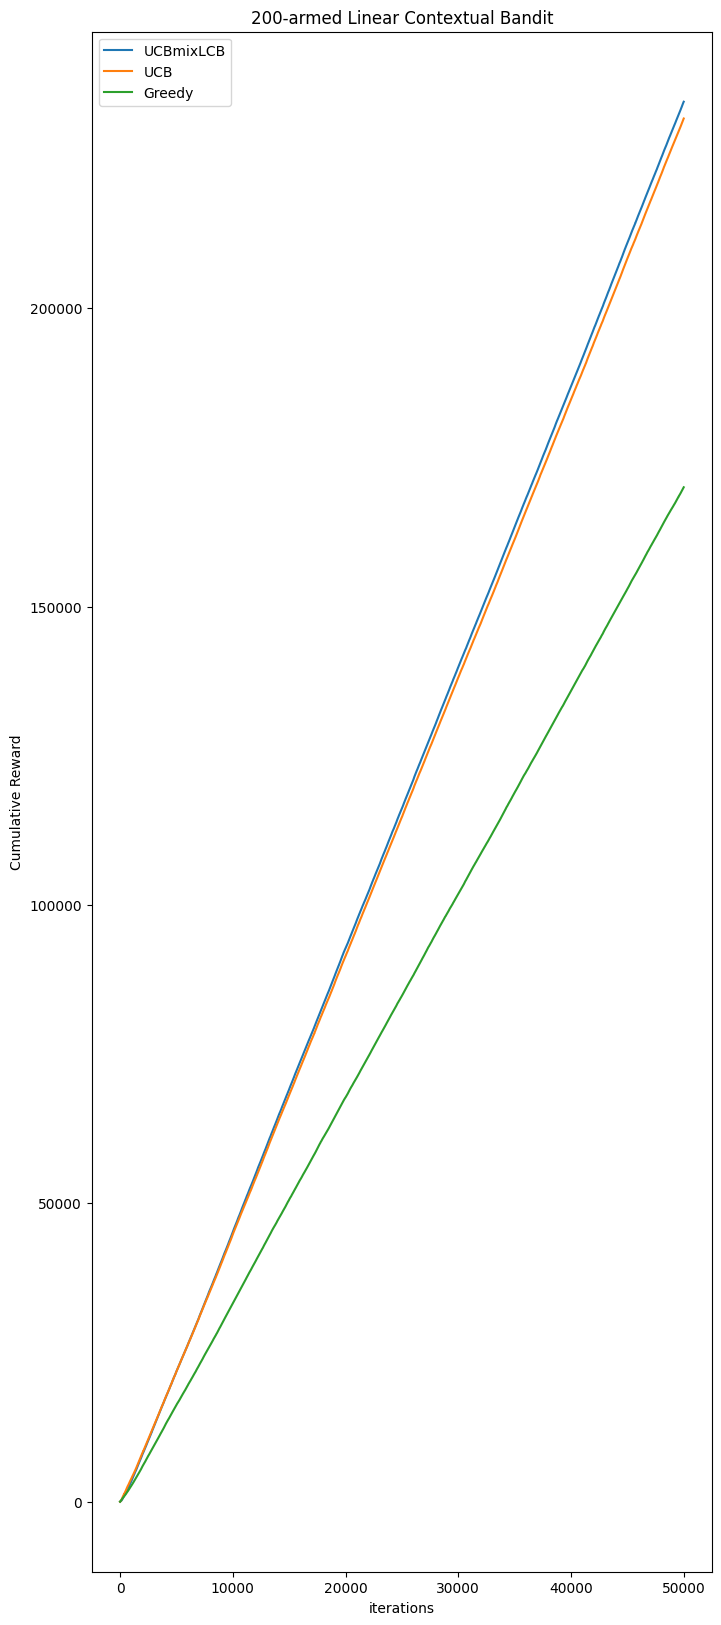 200-armed Linear Contextual Bandit
UCBmixLCB
UCB
Greedy
200000
150000
100000
50000
0
Cumulative Reward
0 10000 20000 30000 40000 50000
iterations